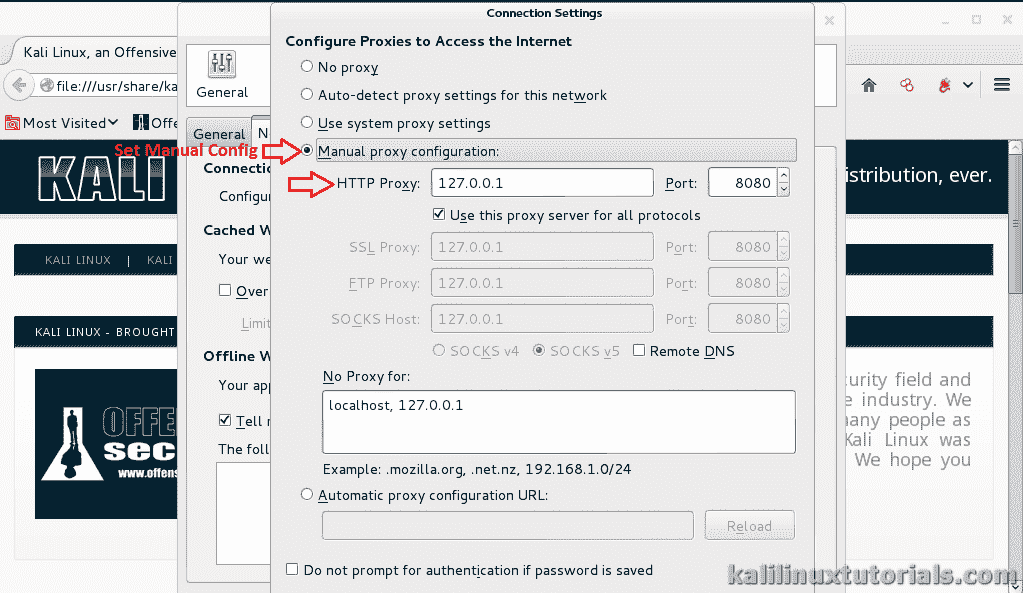 Connection Settings
Configure Proxies to Access the Internet
No proxy
Auto-detect proxy settings for this network
Use system proxy settings
Set Manual Config
Manual proxy configuration:
HTTP Proxy: 127.0.0.1 Port: 8080
Use this proxy server for all protocols
SSL Proxy: 127.0.0.1 Port: 8080
FTP Proxy: 127.0.0.1 Port: 8080
SOCKS Host: 127.0.0.1 Port: 8080
SOCKS v4 SOCKS v5 Remote DNS
No Proxy for:
localhost, 127.0.0.1
Example: .mozilla.org, .net.nz, 192.168.1.0/24
Automatic proxy configuration URL:
Reload
Do not prompt for authentication if password is saved
General
General N
Connectio
Configur
Cached W
Your we
Over
Limit
Offline W
Your app
Tell
The foll
Kali Linux, an Offensive
file:///usr/share/ka
Most Visited Offe
KALI
istribution, ever.
KALI LINUX | KALI
KALI LINUX - BROUGHT
OFFE
sec
www.offens
curity field and
e industry. We
many people as
Kali Linux was
We hope you
kalilinuxtutorials.com